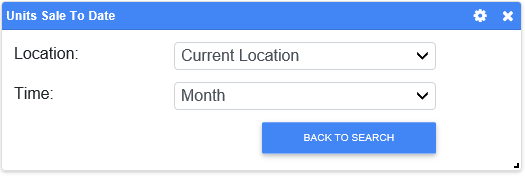 Units Sale To Date
Location: Current Location
Time: Month
BACK TO SEARCH